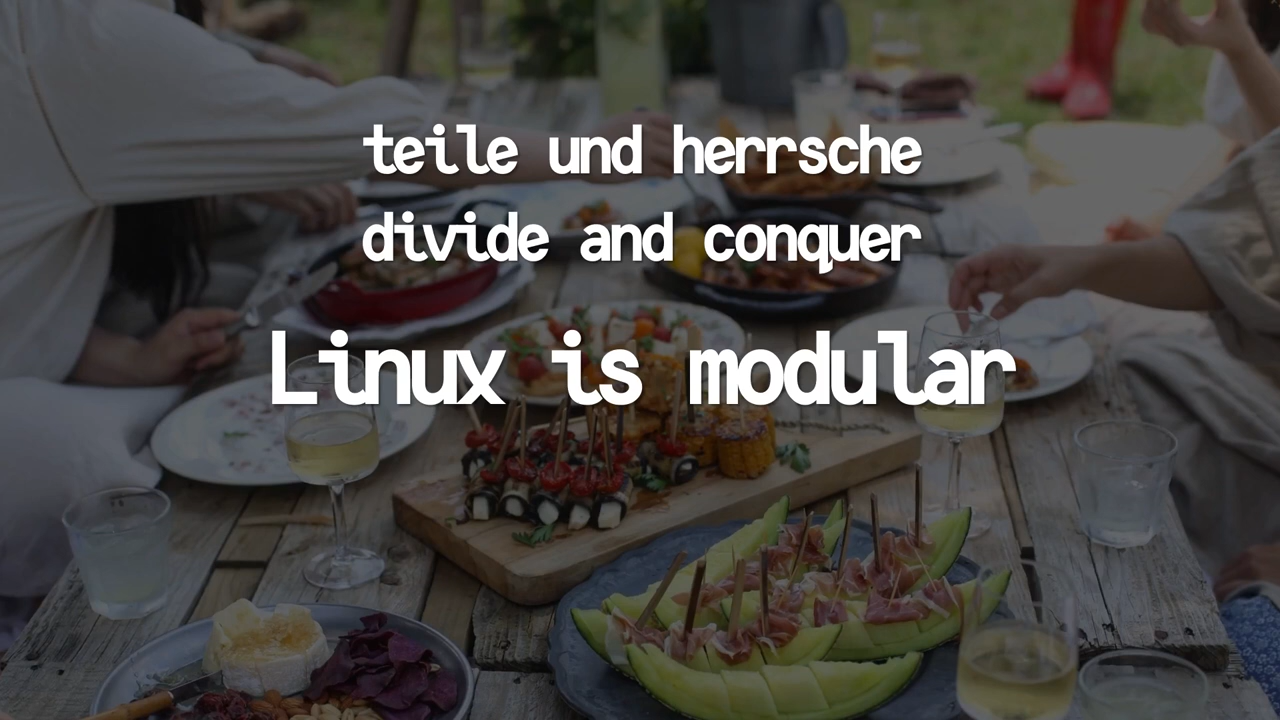 teile und herrsche
divide and conquer
Linux is modular